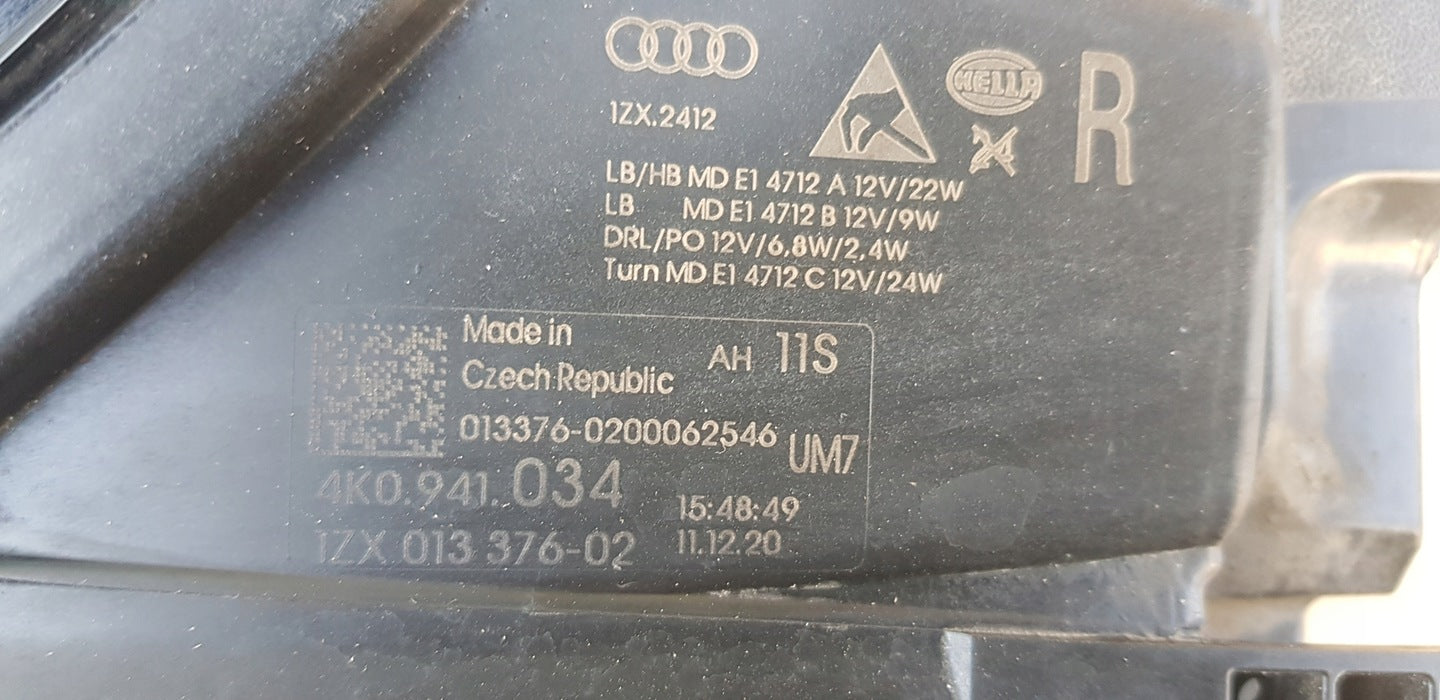 1ZX.2412
HELLA
R
LB/HB MD E1 4712 A 12V/22W
LB MD E1 4712 B 12V/9W
DRL/PO 12V/6,8W/2,4W
Turn MD E1 4712 C 12V/24W
Made in
Czech Republic
AH 11S
013376-0200062546
UM7
4K0.941.034
15:48:49
1ZX 013 376-02
11.12.20